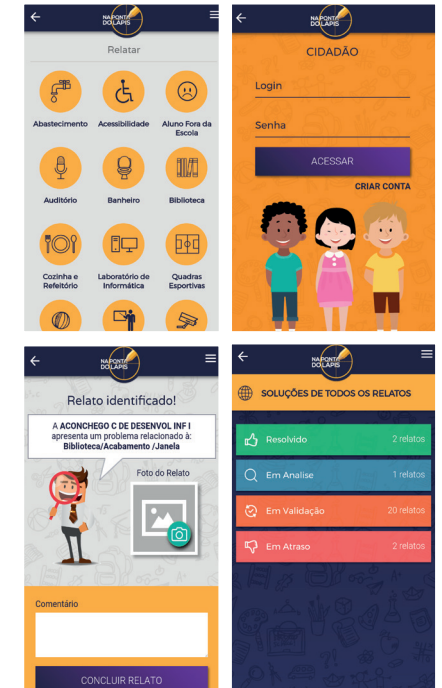 NA PONTA
DO LÁPIS
Relatar
Abastecimento
Acessibilidade
Aluno Fora da
Escola
Auditório
Banheiro
Biblioteca
Cozinha e
Refeitório
Laboratório de
Informática
Quadras
Esportivas
NA PONTA
DO LÁPIS
CIDADÃO
Login
Senha
ACESSAR
CRIAR CONTA
NA PONTA
DO LÁPIS
Relato identificado!
A ACONCHEGO C DE DESENVOL INF I
apresenta um problema relacionado à:
Biblioteca/Acabamento /Janela
Foto do Relato
Comentário
CONCLUIR RELATO
NA PONTA
DO LÁPIS
SOLUÇÕES DE TODOS OS RELATOS
Resolvido 2 relatos
Em Analise 1 relatos
Em Validação 20 relatos
Em Atraso 2 relatos